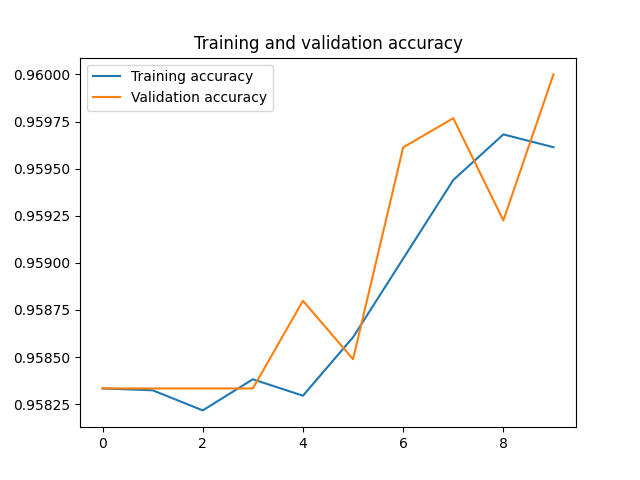 Training and validation accuracy
Training accuracy
Validation accuracy
0.96000
0.95975
0.95950
0.95925
0.95900
0.95875
0.95850
0.95825
0 2 4 6 8